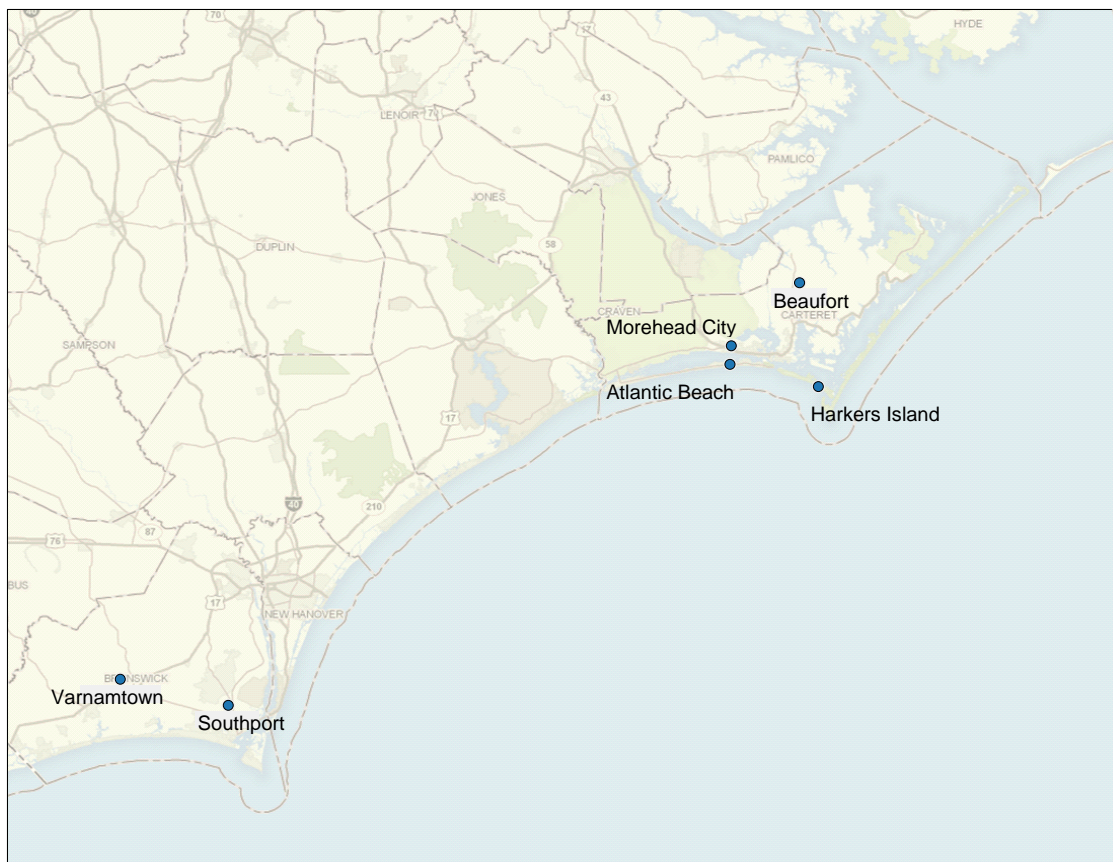 70
17
HYDE
43
LENOIR
70
PAMLICO
JONES
58
DUPLIN
Beaufort
CRAVEN
CARTERET
Morehead City
SAMPSON
Atlantic Beach
Harkers Island
17
40
210
87
76
BUS
17
NEW HANOVER
BRUNSWICK
Varnamtown
Southport